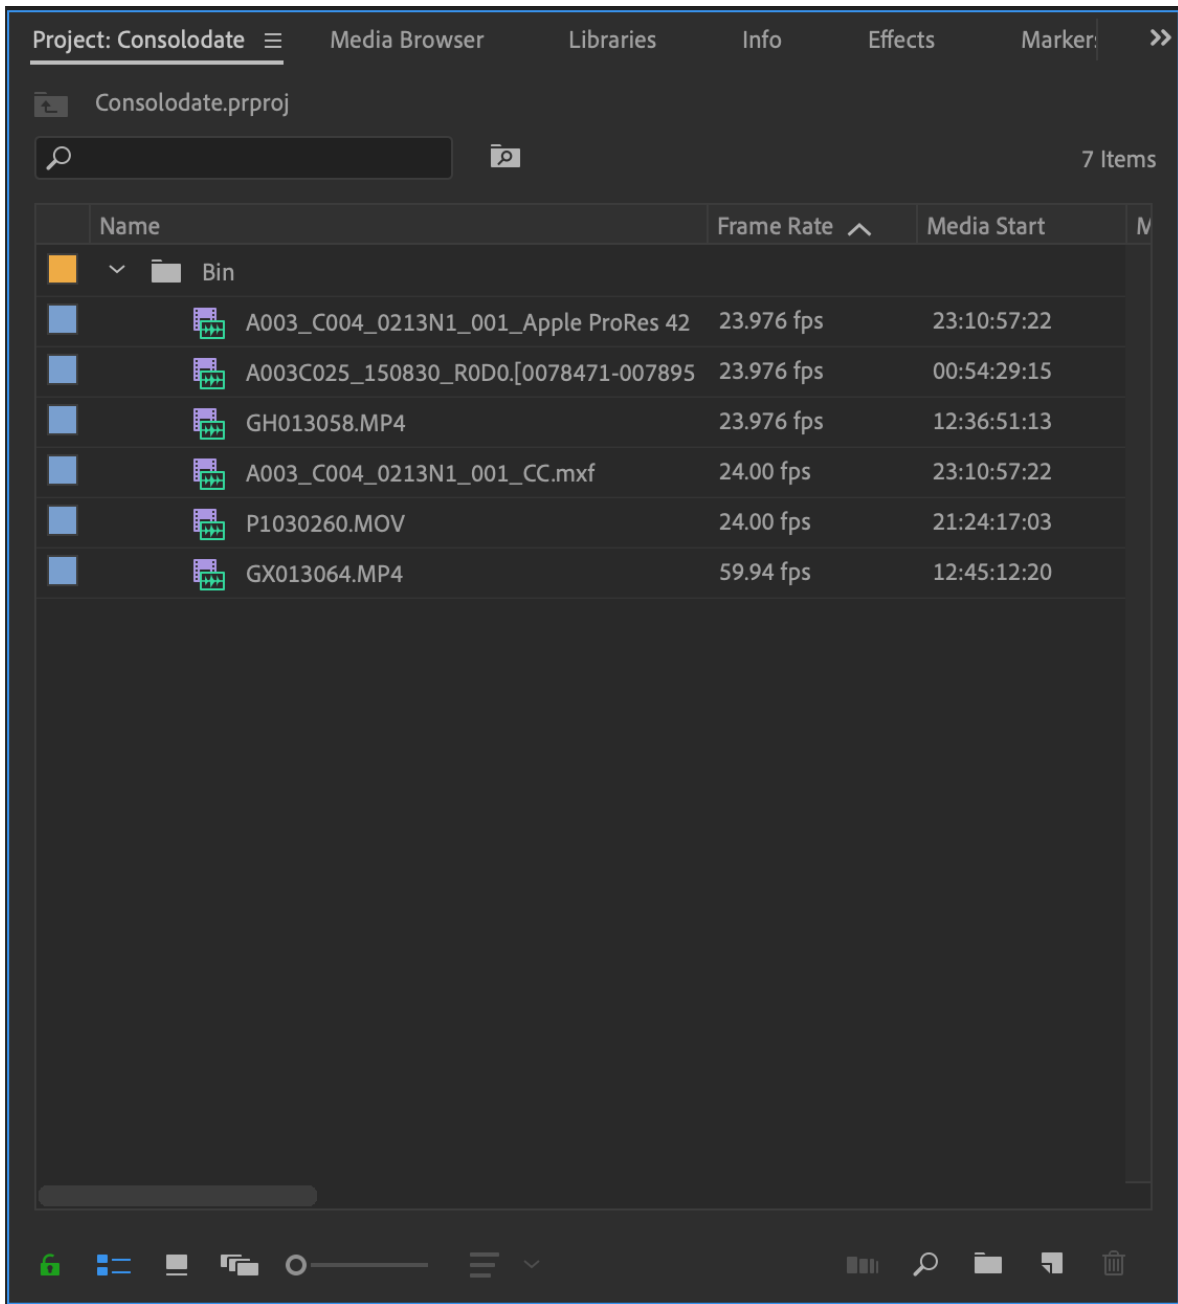 Project: Consolodate Media Browser Libraries Info Effects Marker
Consolodate.prproj
7 Items
Name Frame Rate Media Start M
Bin
A003_C004_0213N1_001_Apple ProRes 42 23.976 fps 23:10:57:22
A003C025_150830_R0D0.[0078471-007895 23.976 fps 00:54:29:15
GH013058.MP4 23.976 fps 12:36:51:13
A003_C004_0213N1_001_CC.mxf 24.00 fps 23:10:57:22
P1030260.MOV 24.00 fps 21:24:17:03
GX013064.MP4 59.94 fps 12:45:12:20